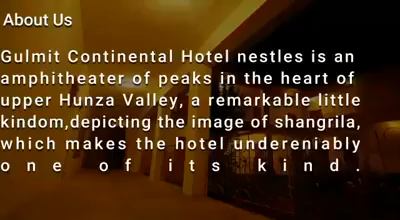 About Us
Gulmit Continental Hotel nestles is an
amphitheater of peaks in the heart of
upper Hunza Valley, a remarkable little
kindom,depicting the image of shangrila,
which makes the hotel undereniably
one of its kind.